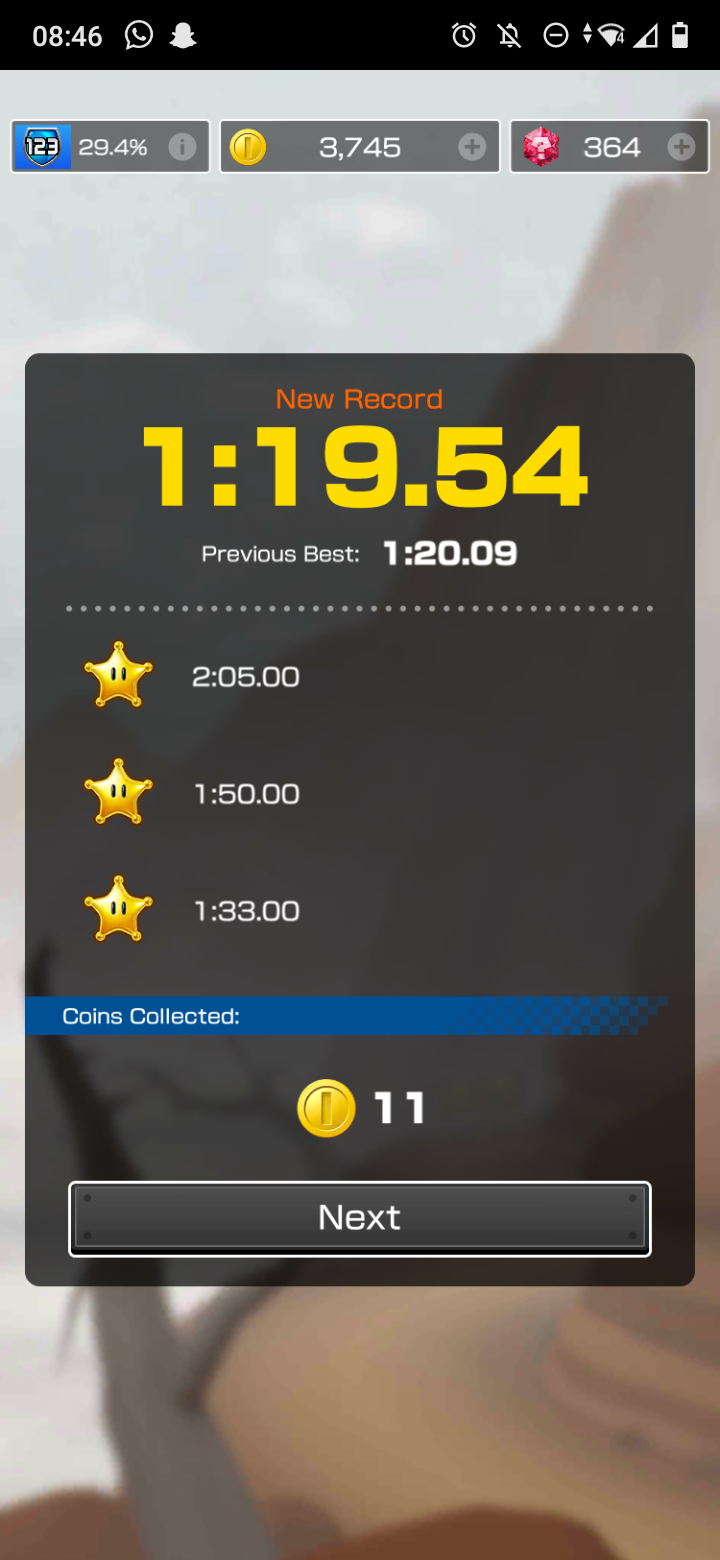 08:46
123 29.4% i 3,745 + 364 +
New Record
1:19.54
Previous Best: 1:20.09
2:05.00
1:50.00
1:33.00
Coins Collected:
11
Next